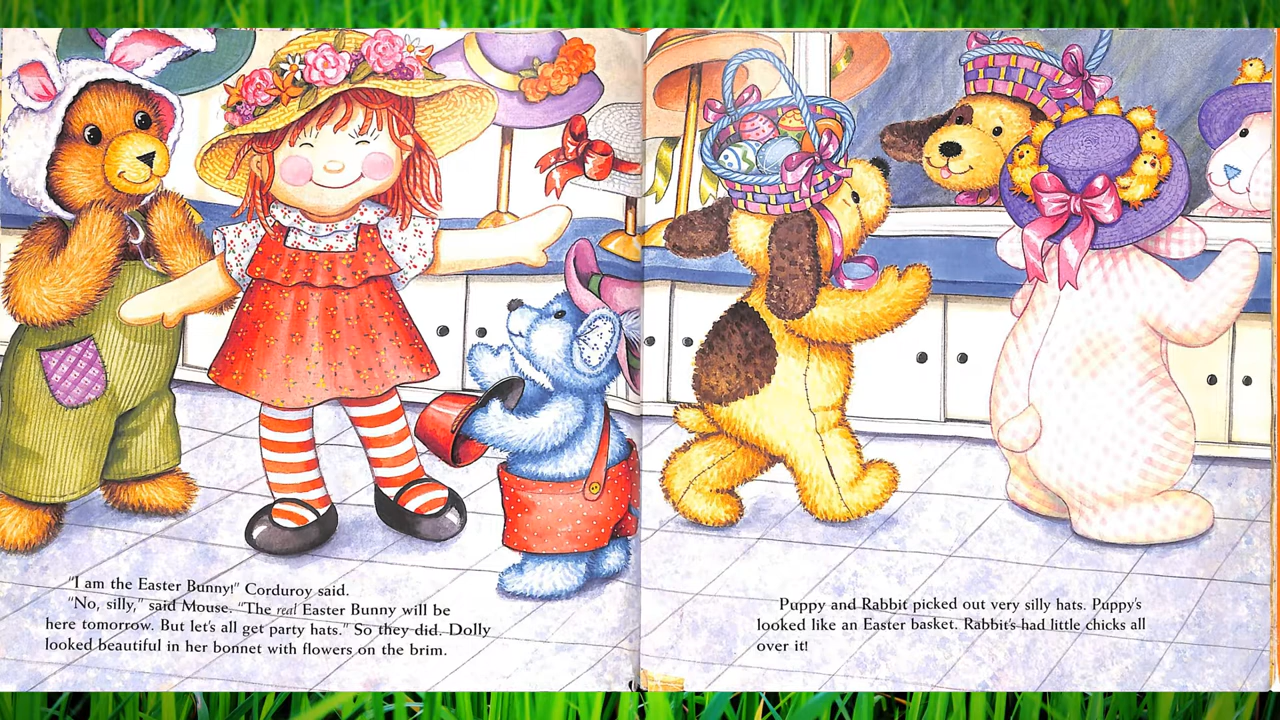 "I am the Easter Bunny!" Corduroy said.
"No, silly," said Mouse. "The real Easter Bunny will be
here tomorrow. But let's all get party hats." So they did. Dolly
looked beautiful in her bonnet with flowers on the brim.
Puppy and Rabbit picked out very silly hats. Puppy's
looked like an Easter basket. Rabbit's had little chicks all
over it!